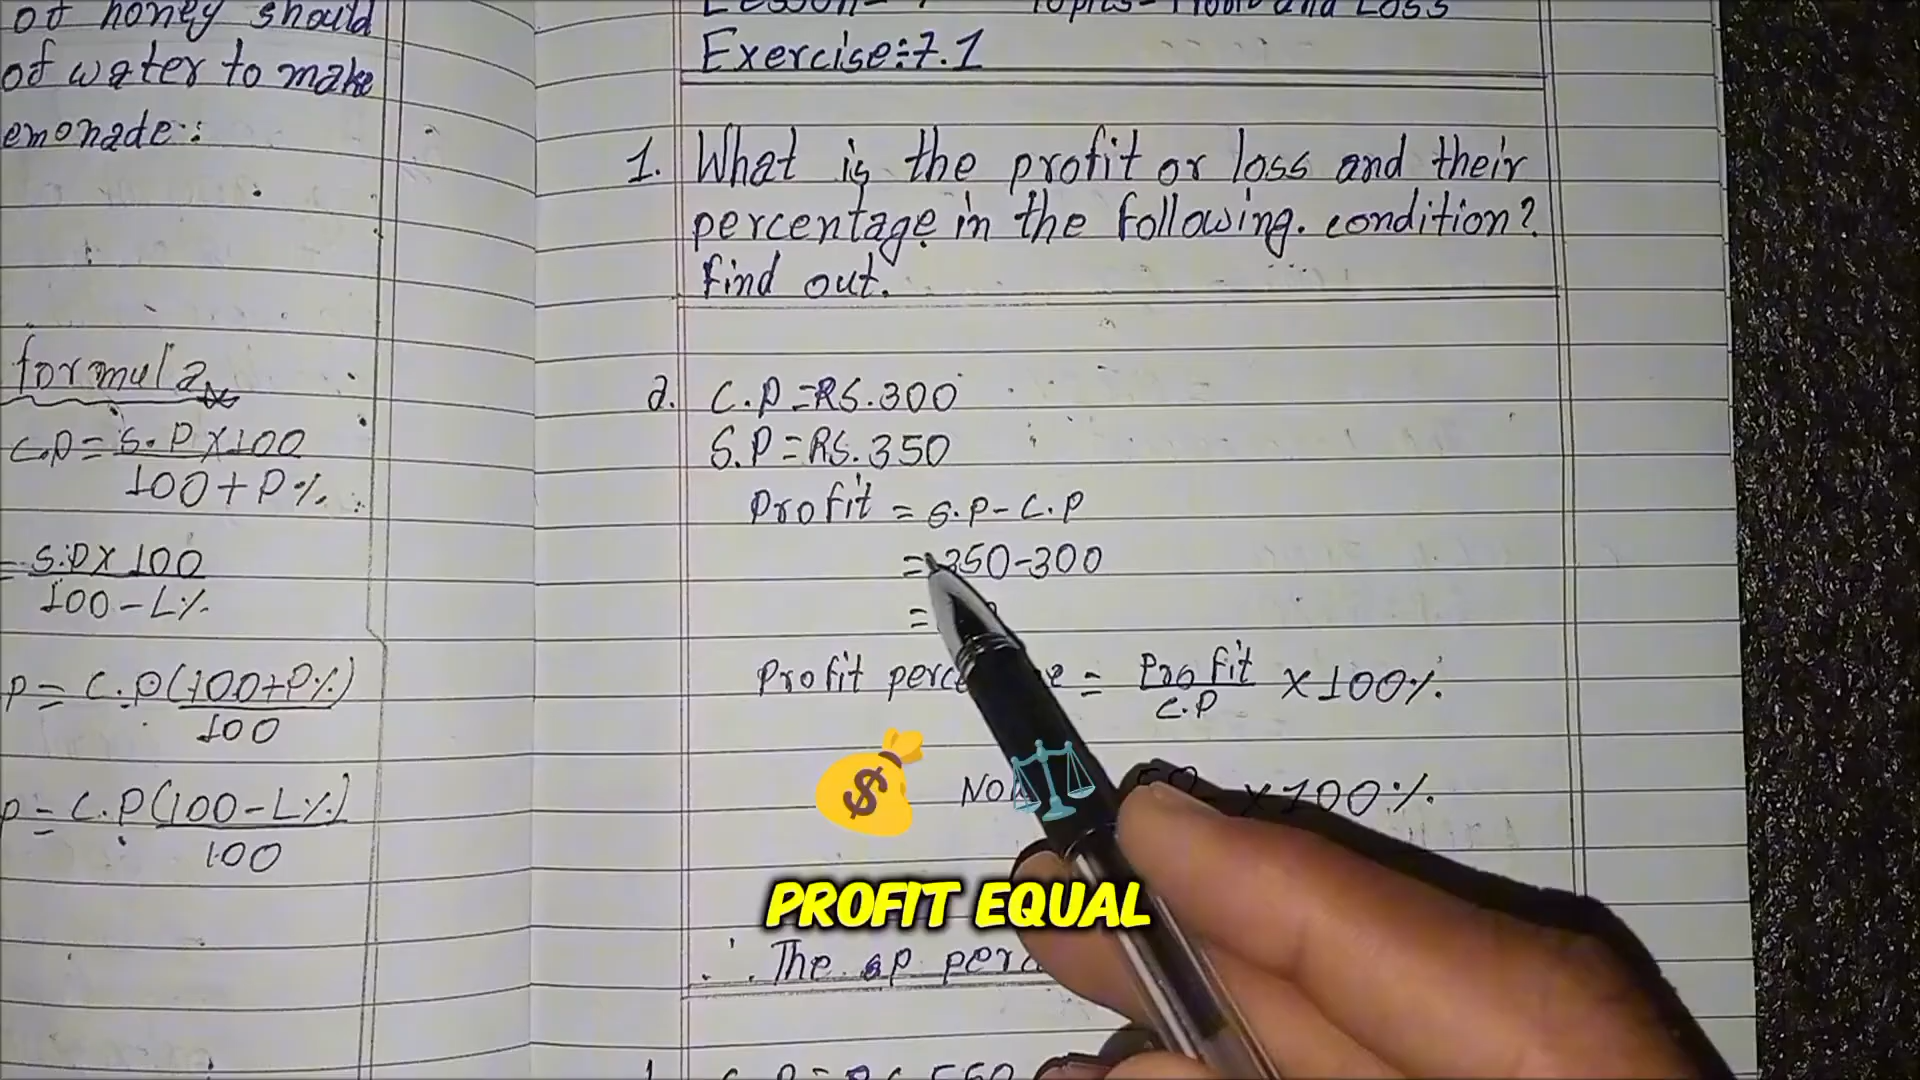 of honey should
of water to make
emonade:
formula
C.P = S.P X 100
100 + P%
= S.P X 100
100 - L%
P = C.P (100+P%)
100
P = C.P (100 - L%)
100
Exercise:7.1
1. What is the profit or loss and their
percentage in the following. condition?
find out.
a. C.P = RS. 300
S.P = RS. 350
Profit = S.P - C.P
= 350-300
=
Profit = Profit X 100%
C.P
50 X 100%
PROFIT EQUAL
∴ The